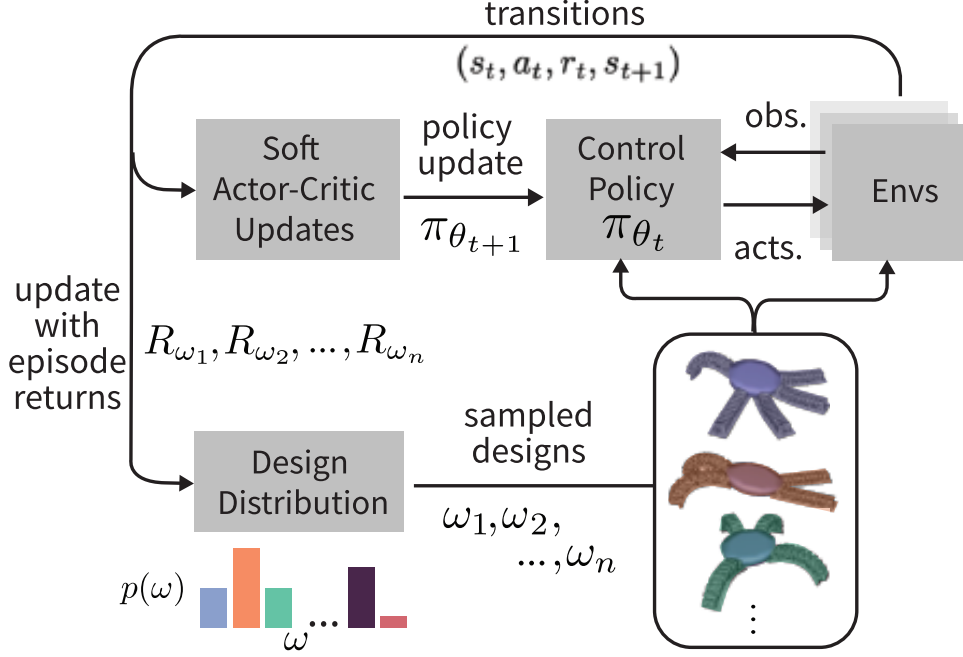 transitions
(s_t, a_t, r_t, s_{t+1})
Soft
Actor-Critic
Updates
policy
update
π_{θ_{t+1}}
Control
Policy
π_{θ_t}
obs.
acts.
Envs
update
with
episode
returns
R_{ω_1}, R_{ω_2}, ..., R_{ω_n}
Design
Distribution
sampled
designs
ω_1, ω_2,
..., ω_n
⋮
p(ω)
...
ω